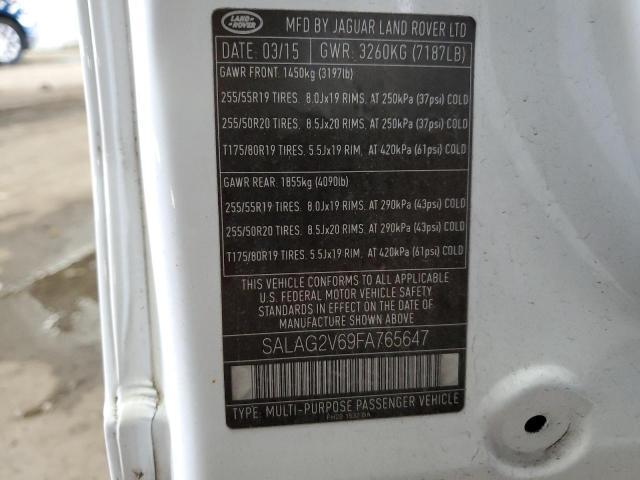 LAND ROVER
MFD BY JAGUAR LAND ROVER LTD
DATE: 03/15 GWR: 3260KG (7187LB)
GAWR FRONT: 1450kg (3197lb)
255/55R19 TIRES. 8.0Jx19 RIMS. AT 250kPa (37psi) COLD
255/50R20 TIRES. 8.5Jx20 RIMS. AT 250kPa (37psi) COLD
T175/80R19 TIRES. 5.5Jx19 RIM. AT 420kPa (61psi) COLD
GAWR REAR: 1855kg (4090lb)
255/55R19 TIRES. 8.0Jx19 RIMS. AT 290kPa (43psi) COLD
255/50R20 TIRES. 8.5Jx20 RIMS. AT 290kPa (43psi) COLD
T175/80R19 TIRES. 5.5Jx19 RIM. AT 420kPa (61psi) COLD
THIS VEHICLE CONFORMS TO ALL APPLICABLE
U.S. FEDERAL MOTOR VEHICLE SAFETY
STANDARDS IN EFFECT ON THE DATE OF
MANUFACTURE SHOWN ABOVE.
SALAG2V69FA765647
TYPE: MULTI-PURPOSE PASSENGER VEHICLE